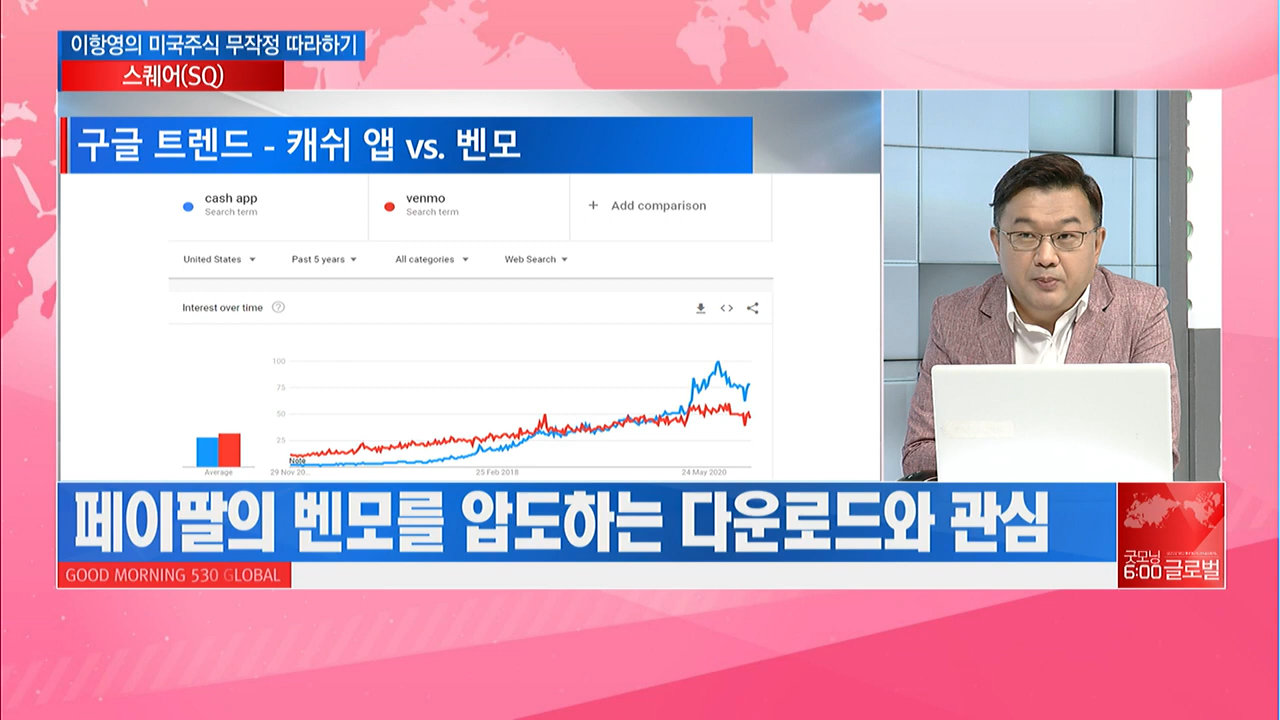 이항영의 미국주식 무작정 따라하기
스퀘어(SQ)
구글 트렌드 - 캐쉬 앱 vs. 벤모
cash app
Search term
venmo
Search term
+ Add comparison
United States
Past 5 years
All categories
Web Search
Interest over time
100
75
50
25
Note
Average
29 Nov 20...
25 Feb 2018
24 May 2020
페이팔의 벤모를 압도하는 다운로드와 관심
GOOD MORNING 530 GLOBAL
굿모닝
6:00 글로벌